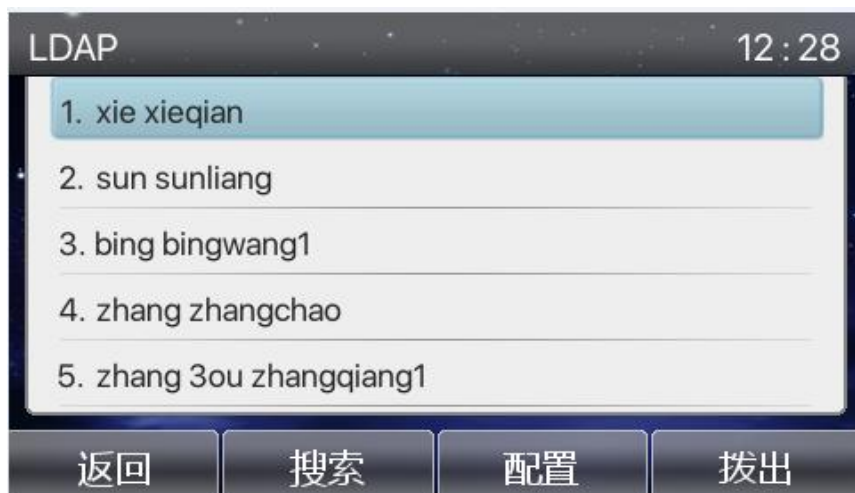 LDAP 12:28
1. xie xieqian
2. sun sunliang
3. bing bingwang1
4. zhang zhangchao
5. zhang 3ou zhangqiang1
返回 搜索 配置 拨出